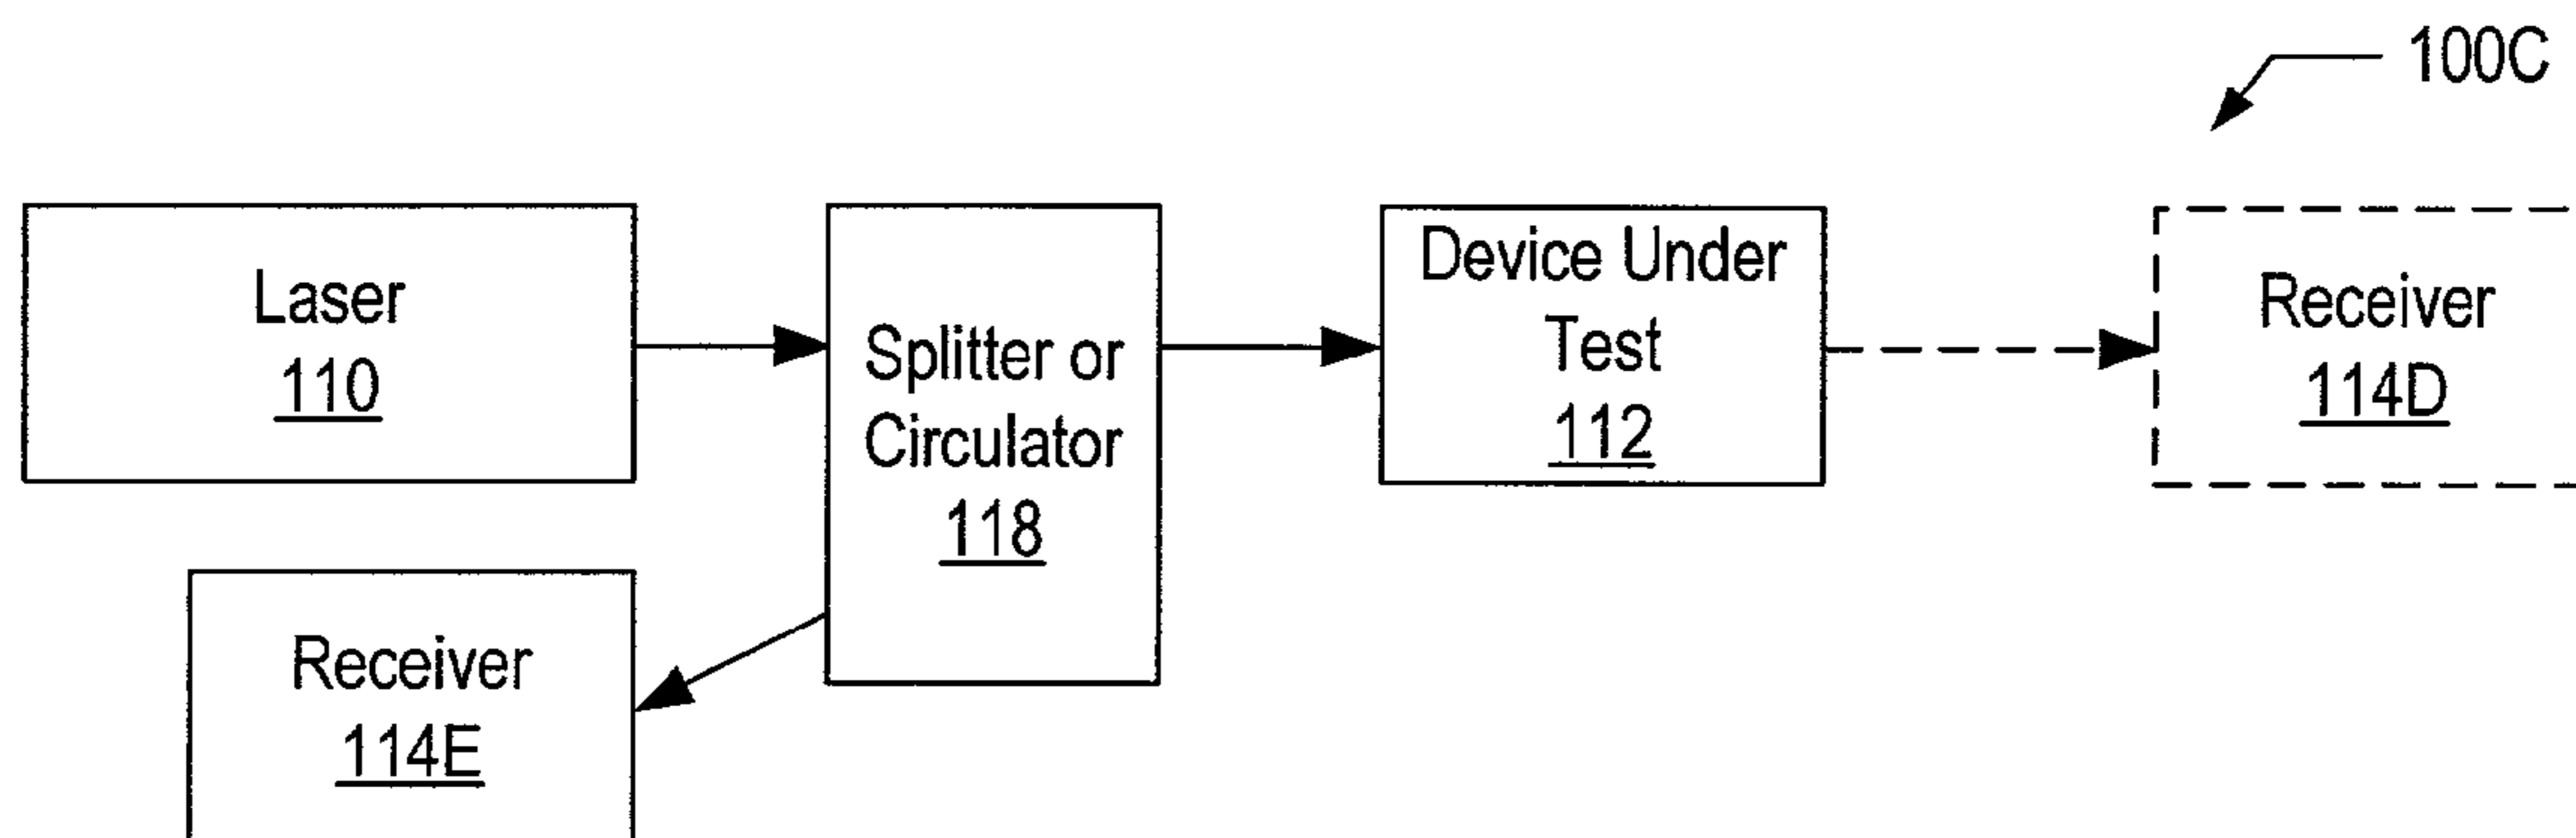 100C
Laser
110
Splitter or
Circulator
118
Device Under
Test
112
Receiver
114D
Receiver
114E